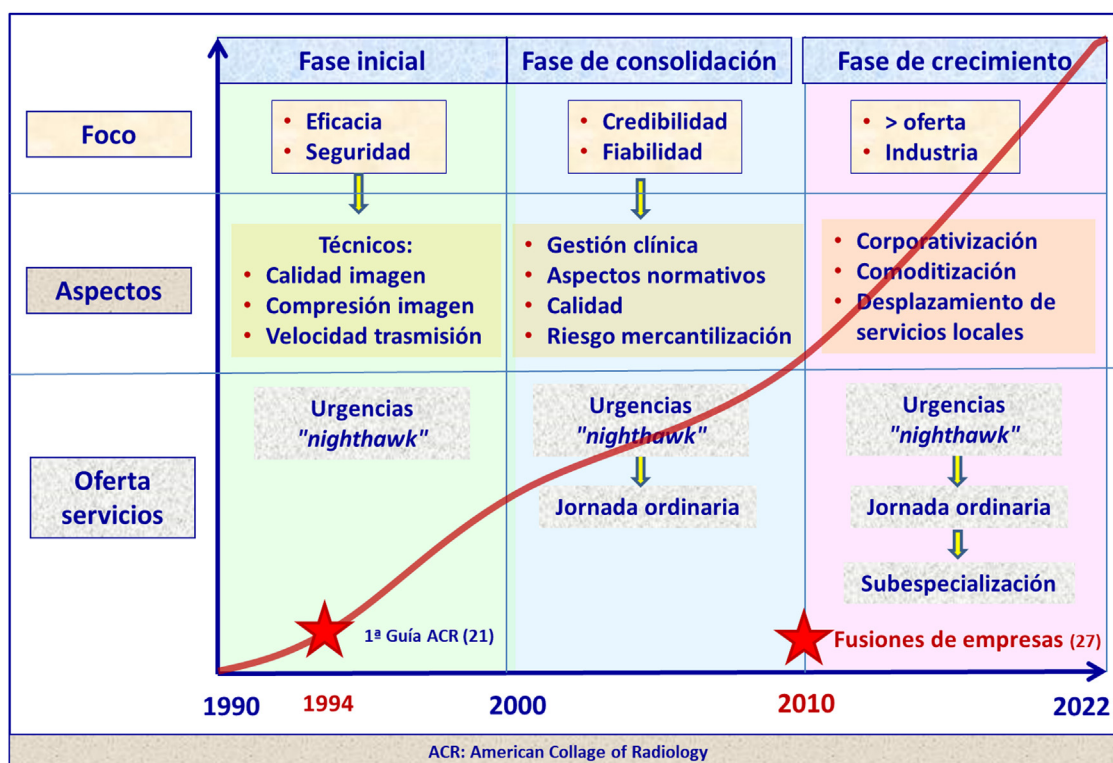 Fase inicial
Fase de consolidación
Fase de crecimiento
Foco
• Eficacia
• Seguridad
• Credibilidad
• Fiabilidad
• > oferta
• Industria
Aspectos
Técnicos:
• Calidad imagen
• Compresión imagen
• Velocidad trasmisión
• Gestión clínica
• Aspectos normativos
• Calidad
• Riesgo mercantilización
• Corporativización
• Comoditización
• Desplazamiento de
servicios locales
Oferta
servicios
Urgencias
"nighthawk"
Urgencias
"nighthawk"
Jornada ordinaria
Urgencias
"nighthawk"
Jornada ordinaria
Subespecialización
1ª Guía ACR (21)
Fusiones de empresas (27)
1990
1994
2000
2010
2022
ACR: American Collage of Radiology